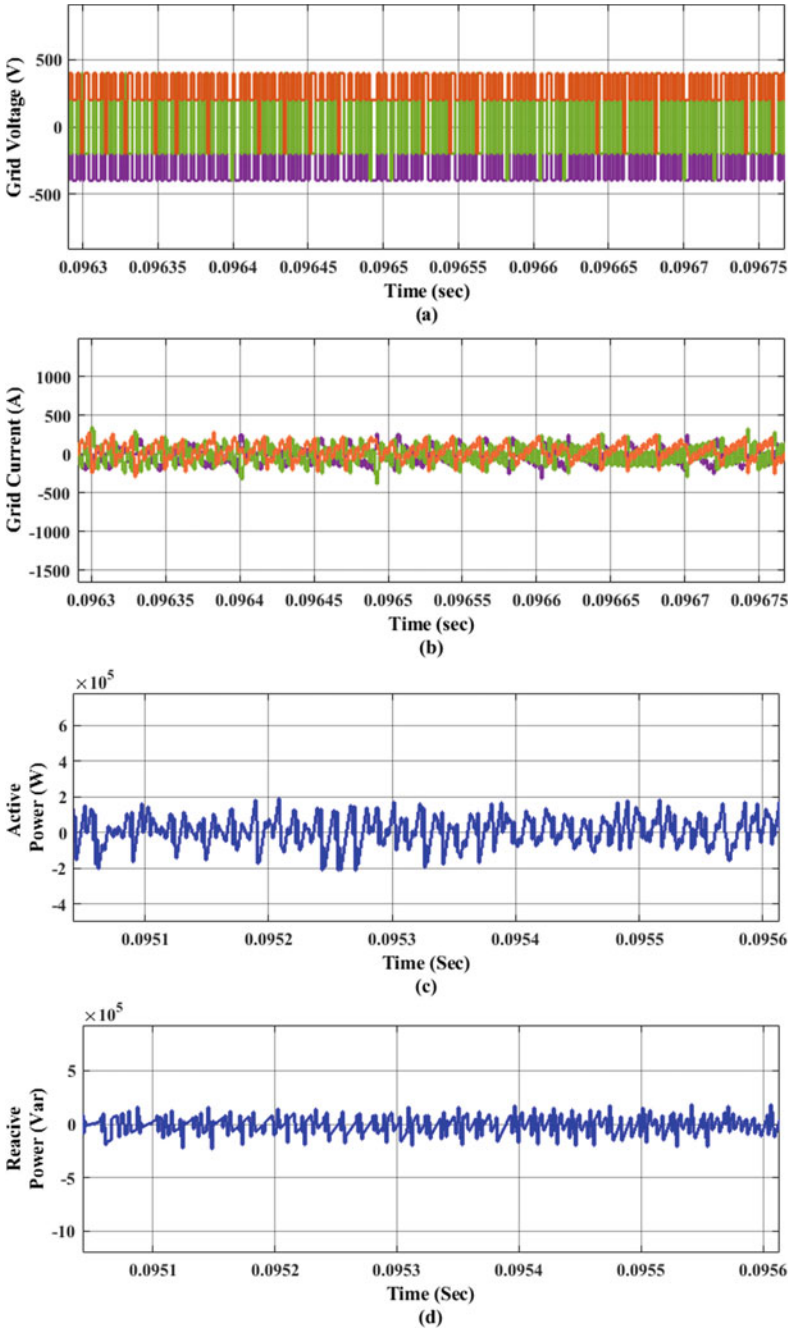 Grid Voltage (V)
500
0
-500
0.0963 0.09635 0.0964 0.09645 0.0965 0.09655 0.0966 0.09665 0.0967 0.09675
Time (sec)
(a)
Grid Current (A)
1000
500
0
-500
-1000
-1500
0.0963 0.09635 0.0964 0.09645 0.0965 0.09655 0.0966 0.09665 0.0967 0.09675
Time (sec)
(b)
×10⁵
Active
Power (W)
6
4
2
0
-2
-4
0.0951 0.0952 0.0953 0.0954 0.0955 0.0956
Time (Sec)
(c)
×10⁵
Reacive
Power (Var)
5
0
-5
-10
0.0951 0.0952 0.0953 0.0954 0.0955 0.0956
Time (Sec)
(d)